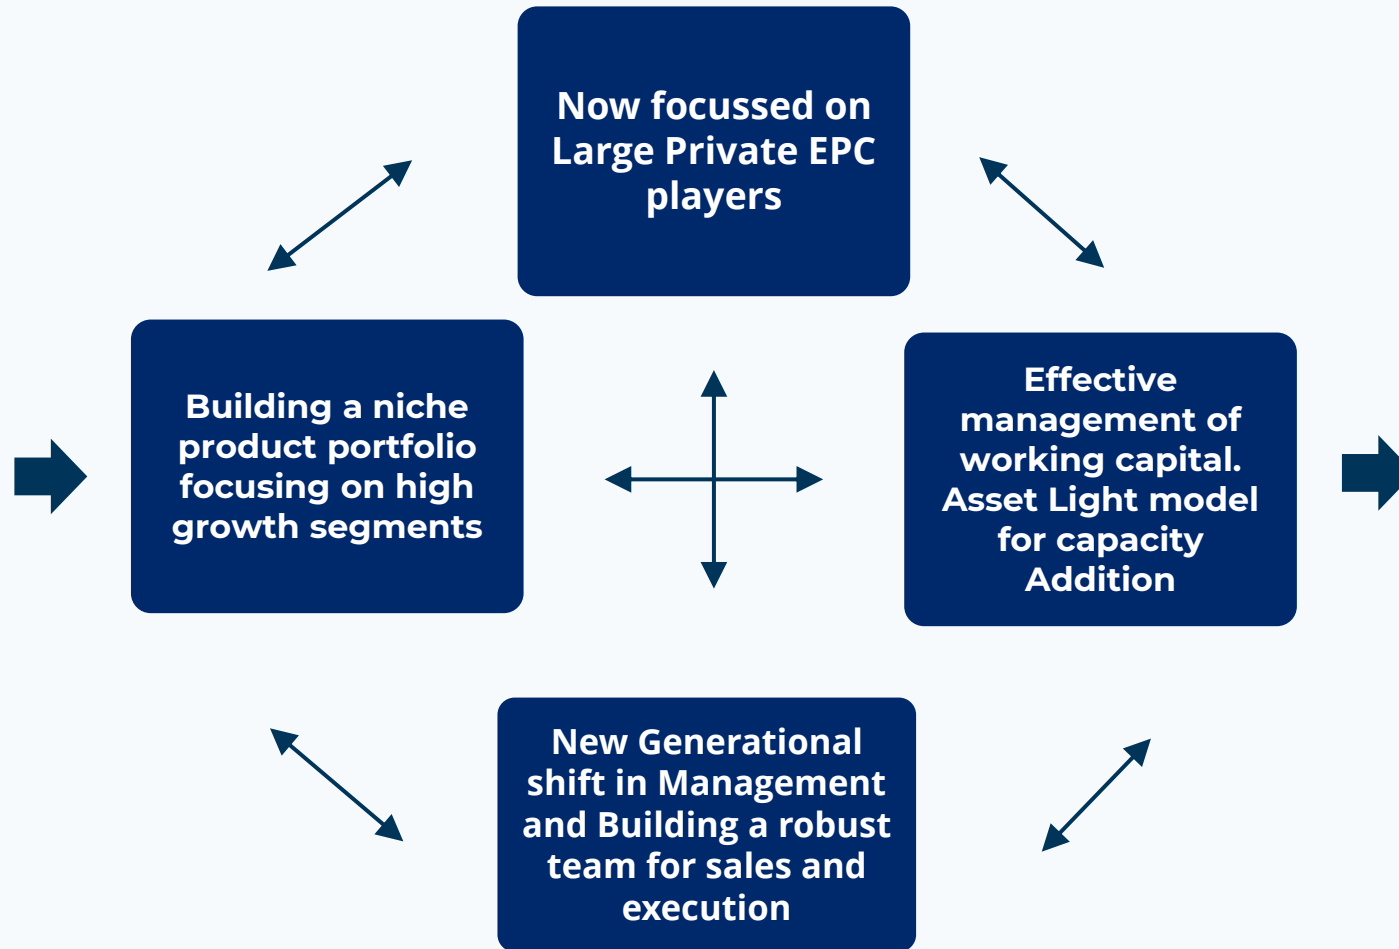 Now focussed on
Large Private EPC
players
Building a niche
product portfolio
focusing on high
growth segments
Effective
management of
working capital.
Asset Light model
for capacity
Addition
New Generational
shift in Management
and Building a robust
team for sales and
execution